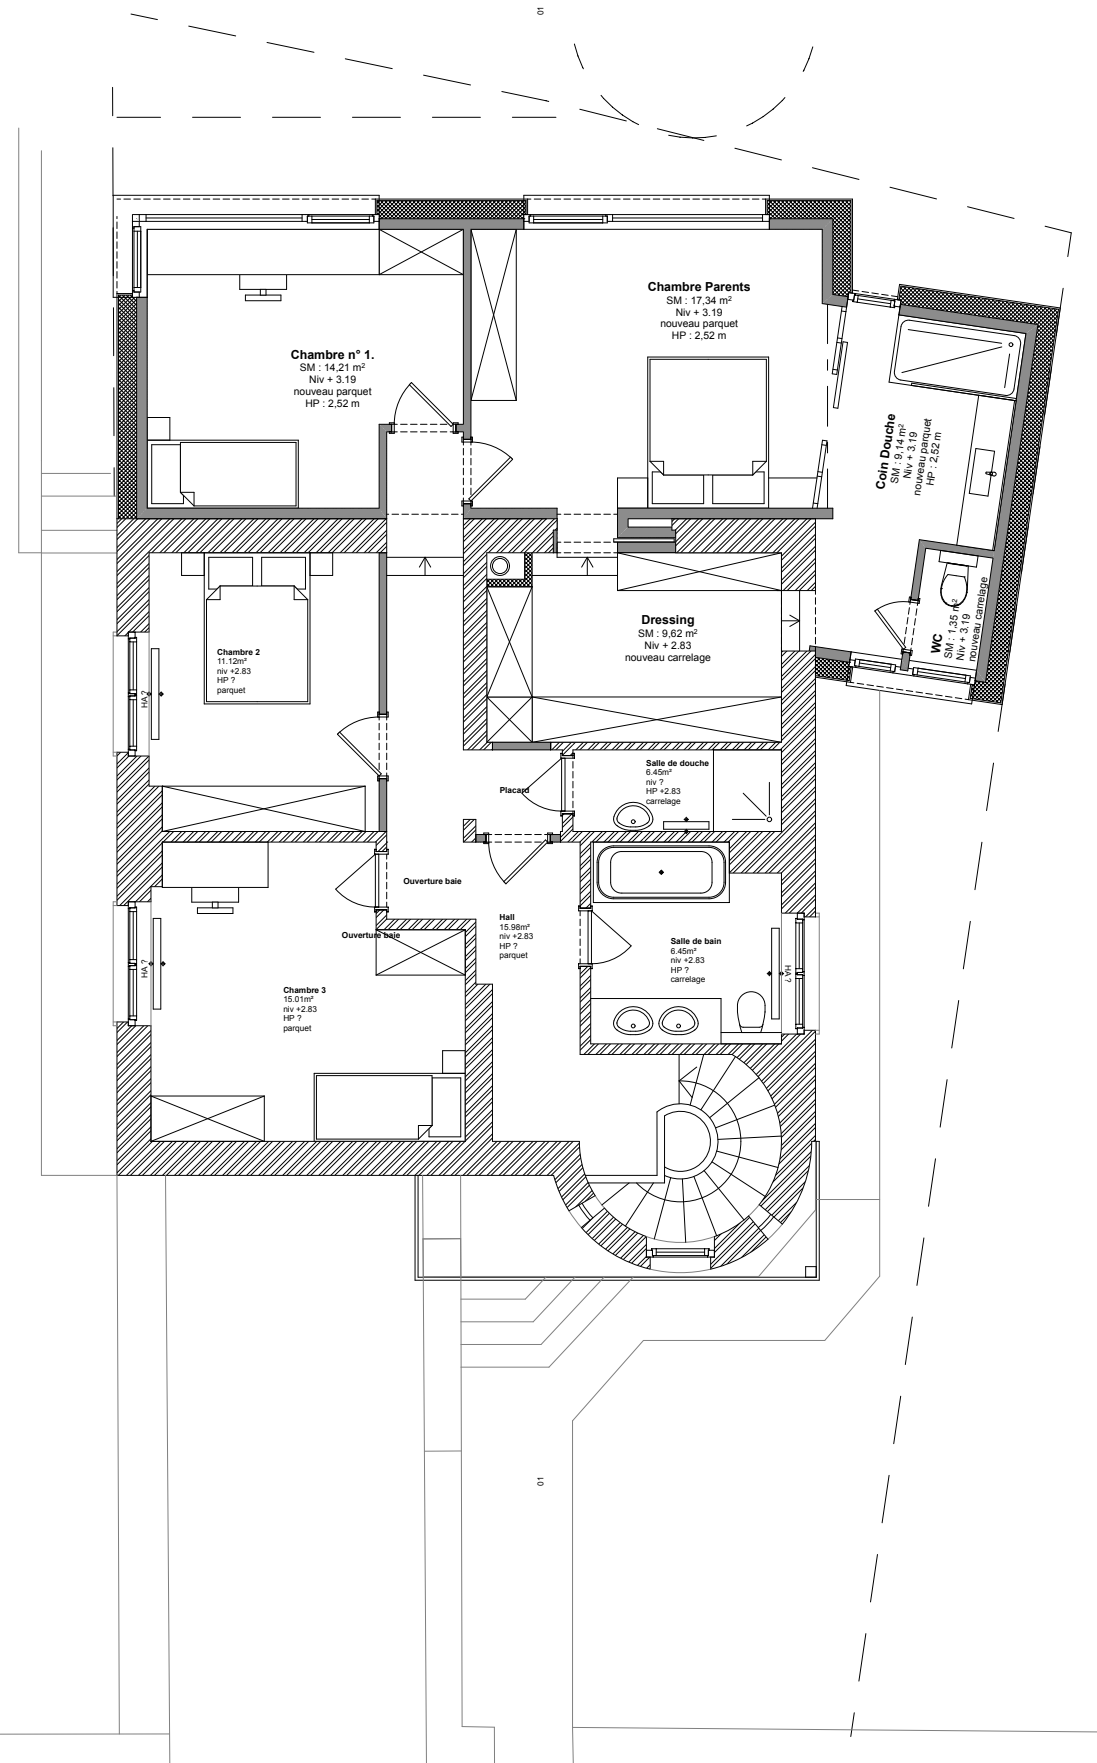 01
Chambre Parents
SM : 17,34 m²
Niv + 3.19
nouveau parquet
HP : 2,52 m
Chambre n° 1.
SM : 14,21 m²
Niv + 3.19
nouveau parquet
HP : 2,52 m
Coin Douche
SM : 9,14 m²
Niv + 3.19
nouveau parquet
HP : 2,52 m
WC
SM : 1,35 m²
Niv + 3.19
nouveau carrelage
Dressing
SM : 9,62 m²
Niv + 2.83
nouveau carrelage
Chambre 2
11.12m²
niv +2.83
HP ?
parquet
HA ?
Salle de douche
6.45m²
niv ?
HP +2.83
carrelage
Placard
Ouverture baie
Ouverture baie
Hall
15.98m²
niv +2.83
HP ?
parquet
Salle de bain
6.45m²
niv +2.83
HP ?
carrelage
HA ?
HA ?
Chambre 3
15.01m²
niv +2.83
HP ?
parquet
01